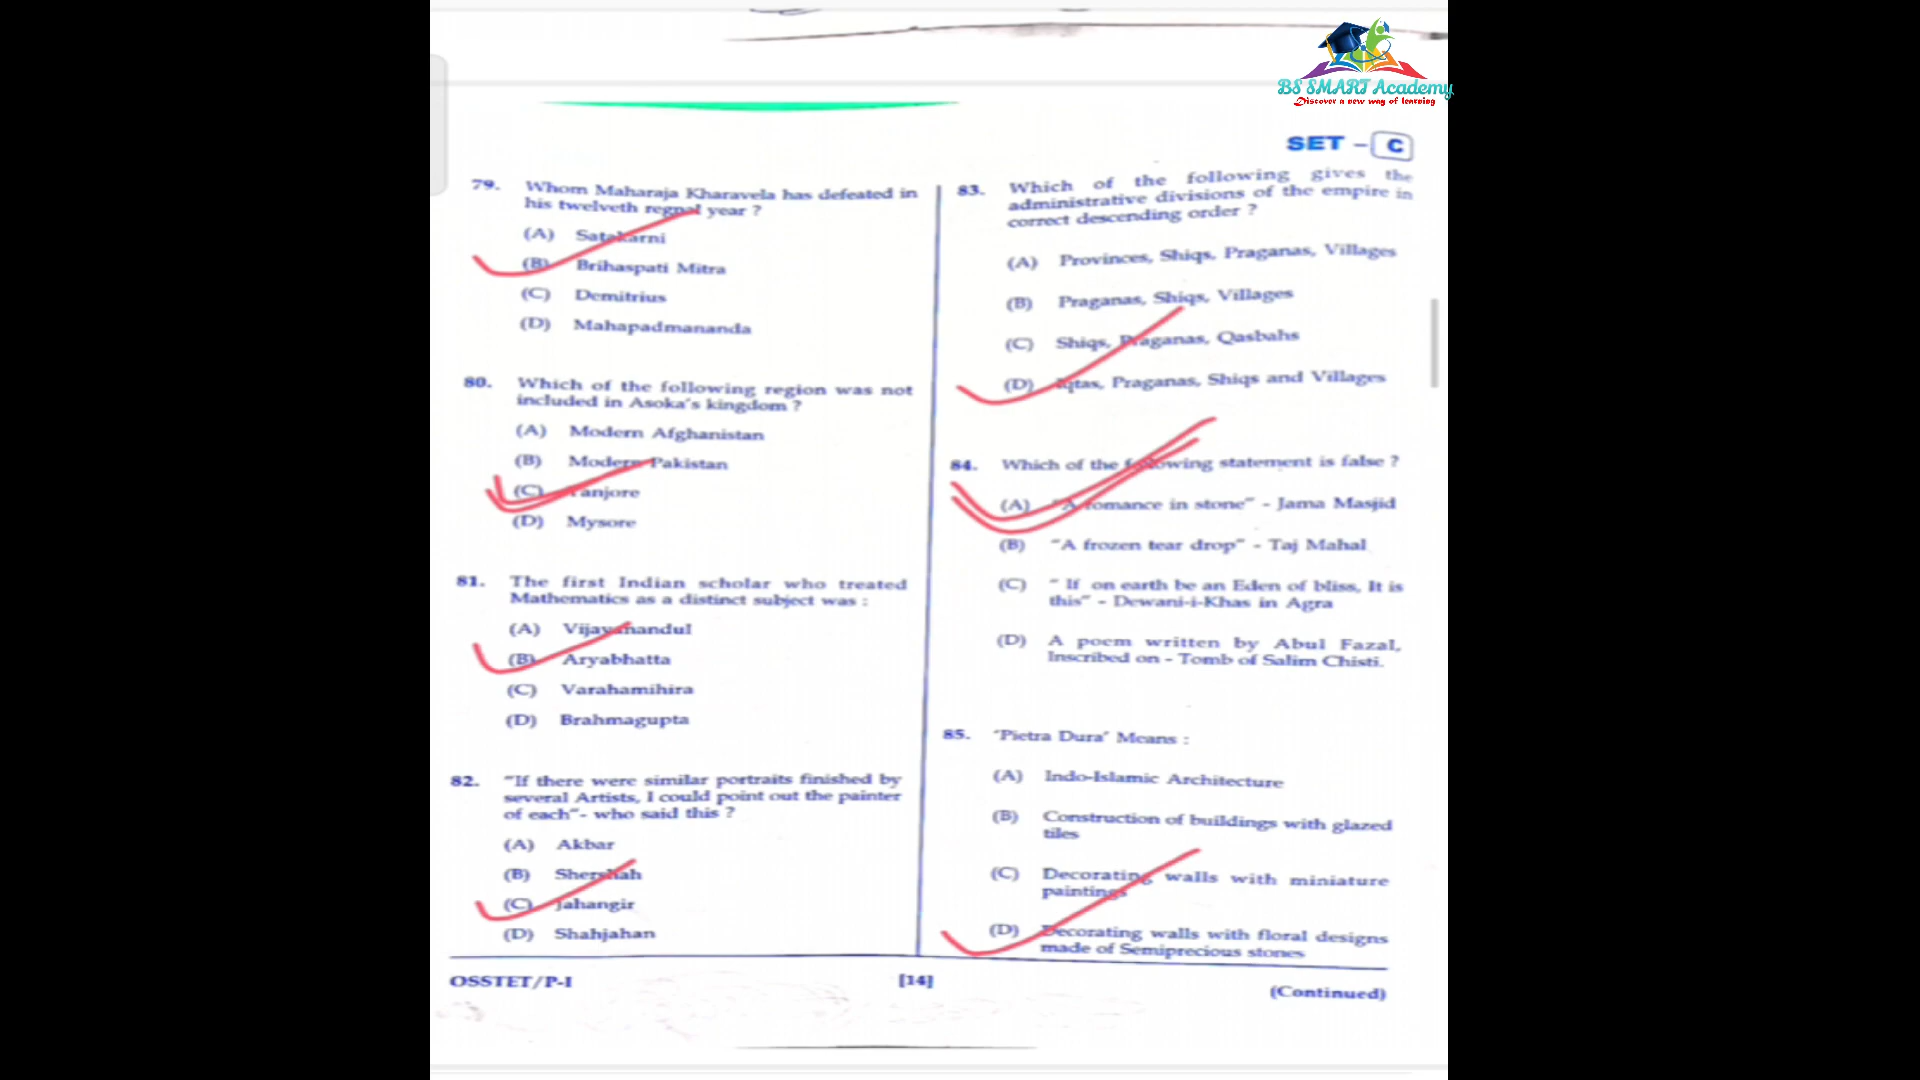 BS SMART Academy
Discover a new way of learning
SET - C
79. Whom Maharaja Kharavela has defeated in
his twelveth regnal year ?
(A) Satakarni
(B) Brihaspati Mitra
(C) Demitrius
(D) Mahapadmananda
80. Which of the following region was not
included in Asoka's kingdom ?
(A) Modern Afghanistan
(B) Modern Pakistan
(C) Tanjore
(D) Mysore
81. The first Indian scholar who treated
Mathematics as a distinct subject was :
(A) Vijaynandul
(B) Aryabhatta
(C) Varahamihira
(D) Brahmagupta
82. "If there were similar portraits finished by
several Artists, I could point out the painter
of each"- who said this ?
(A) Akbar
(B) Shershah
(C) Jahangir
(D) Shahjahan
83. Which of the following gives the
administrative divisions of the empire in
correct descending order ?
(A) Provinces, Shiqs, Praganas, Villages
(B) Praganas, Shiqs, Villages
(C) Shiqs, Praganas, Qasbahs
(D) Iqtas, Praganas, Shiqs and Villages
84. Which of the following statement is false ?
(A) "A romance in stone" - Jama Masjid
(B) "A frozen tear drop" - Taj Mahal
(C) " If on earth be an Eden of bliss, It is
this" - Dewani-i-Khas in Agra
(D) A poem written by Abul Fazal,
Inscribed on - Tomb of Salim Chisti.
85. 'Pietra Dura' Means :
(A) Indo-Islamic Architecture
(B) Construction of buildings with glazed
tiles
(C) Decorating walls with miniature
paintings
(D) Decorating walls with floral designs
made of Semiprecious stones
OSSTET/P-I
[14]
(Continued)